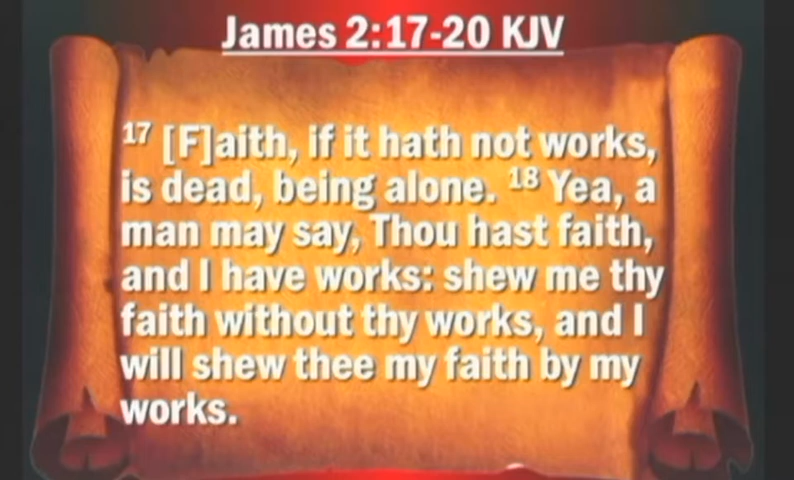 James 2:17-20 KJV
17 [F]aith, if it hath not works,
is dead, being alone. 18 Yea, a
man may say, Thou hast faith,
and I have works: shew me thy
faith without thy works, and I
will shew thee my faith by my
works.